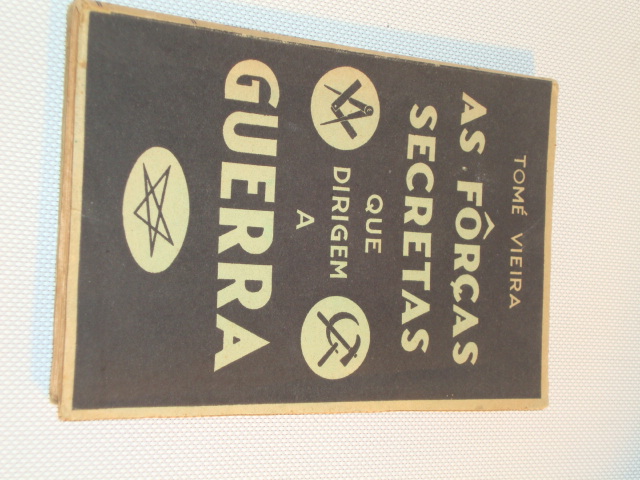 TOMÉ VIEIRA
AS FÔRÇAS
SECRETAS
QUE
DIRIGEM
A
GUERRA